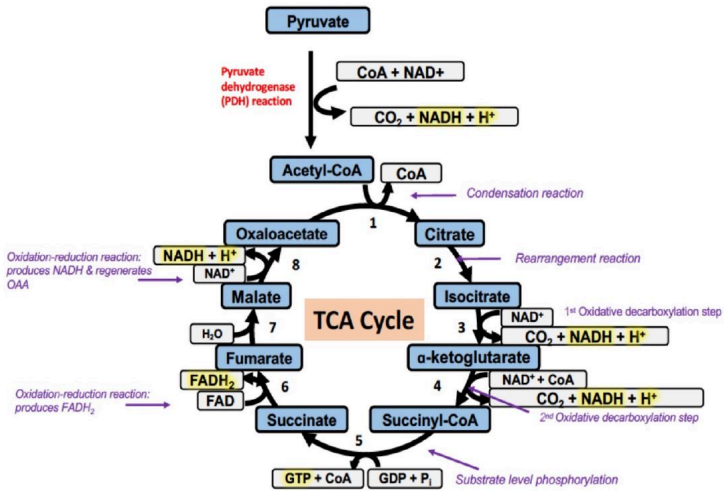 Pyruvate
Pyruvate
dehydrogenase
(PDH) reaction
CoA + NAD+
CO₂ + NADH + H⁺
Acetyl-CoA
CoA
Condensation reaction
1
Oxaloacetate
Citrate
Oxidation-reduction reaction:
produces NADH & regenerates
OAA
NADH + H⁺
NAD⁺
8
2
Rearrangement reaction
Malate
Isocitrate
TCA Cycle
7
H₂O
3
NAD⁺
1st Oxidative decarboxylation step
CO₂ + NADH + H⁺
Fumarate
α-ketoglutarate
Oxidation-reduction reaction:
produces FADH₂
FADH₂
FAD
6
4
NAD⁺ + CoA
CO₂ + NADH + H⁺
2nd Oxidative decarboxylation step
Succinate
Succinyl-CoA
5
GTP + CoA
GDP + Pi
Substrate level phosphorylation